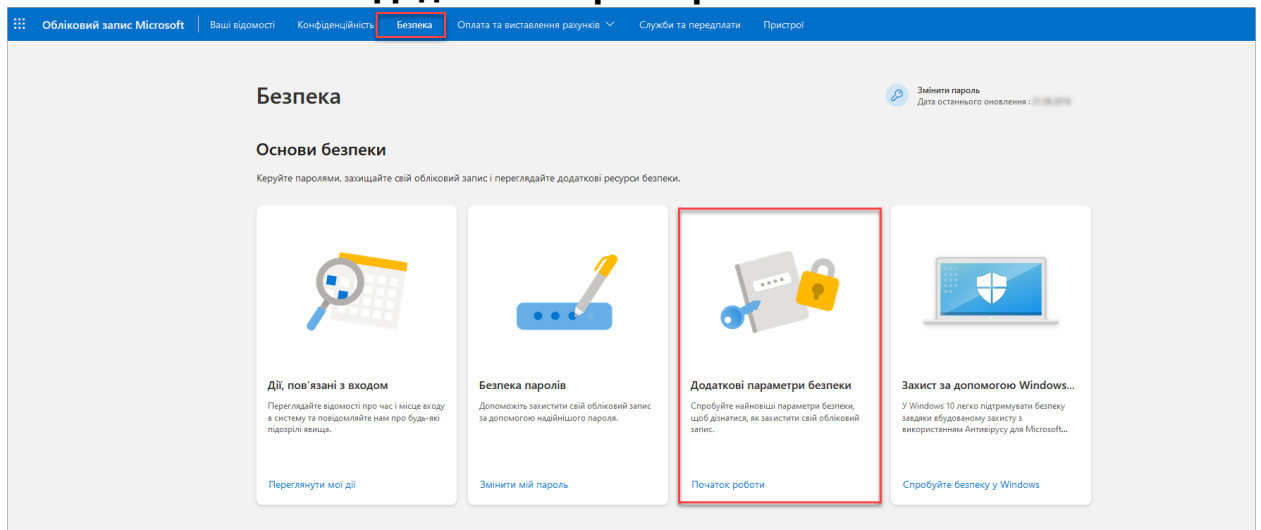 Обліковий запис Microsoft
Ваші відомості
Конфіденційність
Безпека
Оплата та виставлення рахунків
Служби та передплати
Пристрої
Безпека
Змінити пароль
Дата останнього оновлення :
Основи безпеки
Керуйте паролями, захищайте свій обліковий запис і переглядайте додаткові ресурси безпеки.
Дії, пов'язані з входом
Переглядайте відомості про час і місце входу
в систему та повідомляйте нам про будь-які
підозрілі явища.
Переглянути мої дії
Безпека паролів
Допоможіть захистити свій обліковий запис
за допомогою надійнішого пароля.
Змінити мій пароль
Додаткові параметри безпеки
Спробуйте найновіші параметри безпеки,
щоб дізнатися, як захистити свій обліковий
запис.
Початок роботи
Захист за допомогою Windows...
У Windows 10 легко підтримувати безпеку
завдяки вбудованому захисту з
використанням Антивірусу для Microsoft...
Спробуйте безпеку у Windows